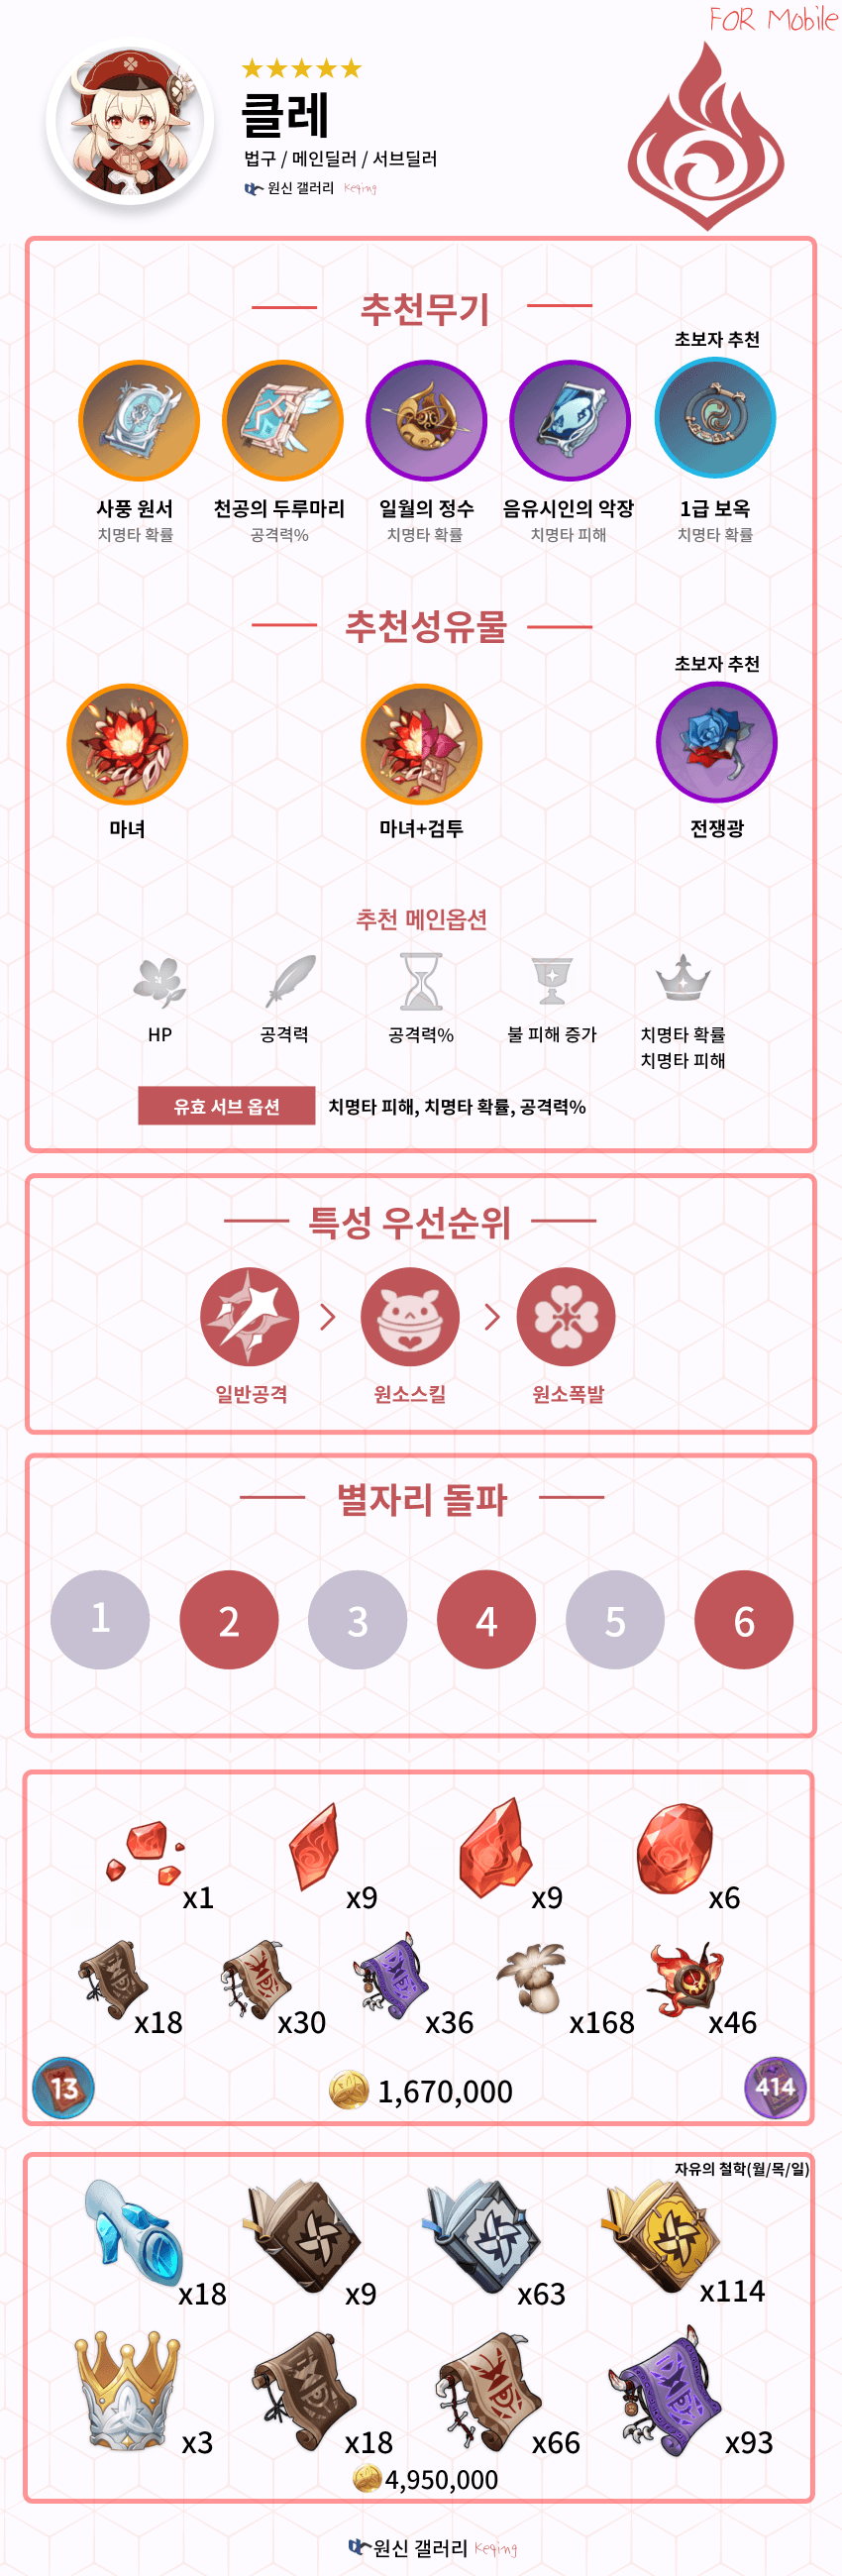 FOR Mobile
클레
법구 / 메인딜러 / 서브딜러
원신 갤러리 Keqing
추천무기
초보자 추천
사풍 원서 천공의 두루마리 일월의 정수 음유시인의 악장 1급 보옥
치명타 확률 공격력% 치명타 확률 치명타 피해 치명타 확률
추천성유물
초보자 추천
마녀 마녀+검투 전쟁광
추천 메인옵션
HP 공격력 공격력% 불 피해 증가 치명타 확률
치명타 피해
유효 서브 옵션 치명타 피해, 치명타 확률, 공격력%
특성 우선순위
> >
일반공격 원소스킬 원소폭발
별자리 돌파
1 2 3 4 5 6
x1 x9 x9 x6
x18 x30 x36 x168 x46
13 1,670,000 414
자유의 철학(월/목/일)
x18 x9 x63 x114
x3 x18 x66 x93
4,950,000
원신 갤러리 Keqing